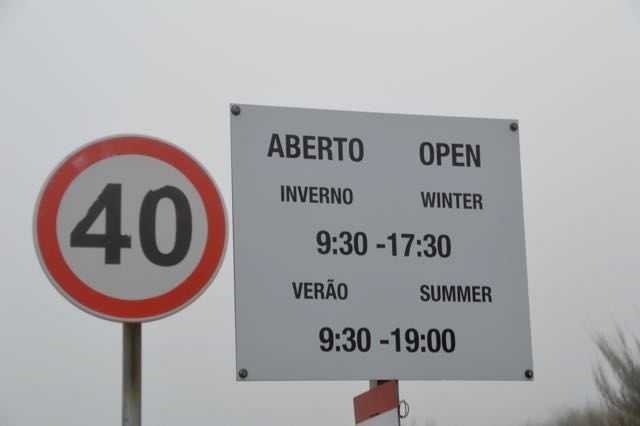 40
ABERTO OPEN
INVERNO WINTER
9:30 -17:30
VERÃO SUMMER
9:30 -19:00